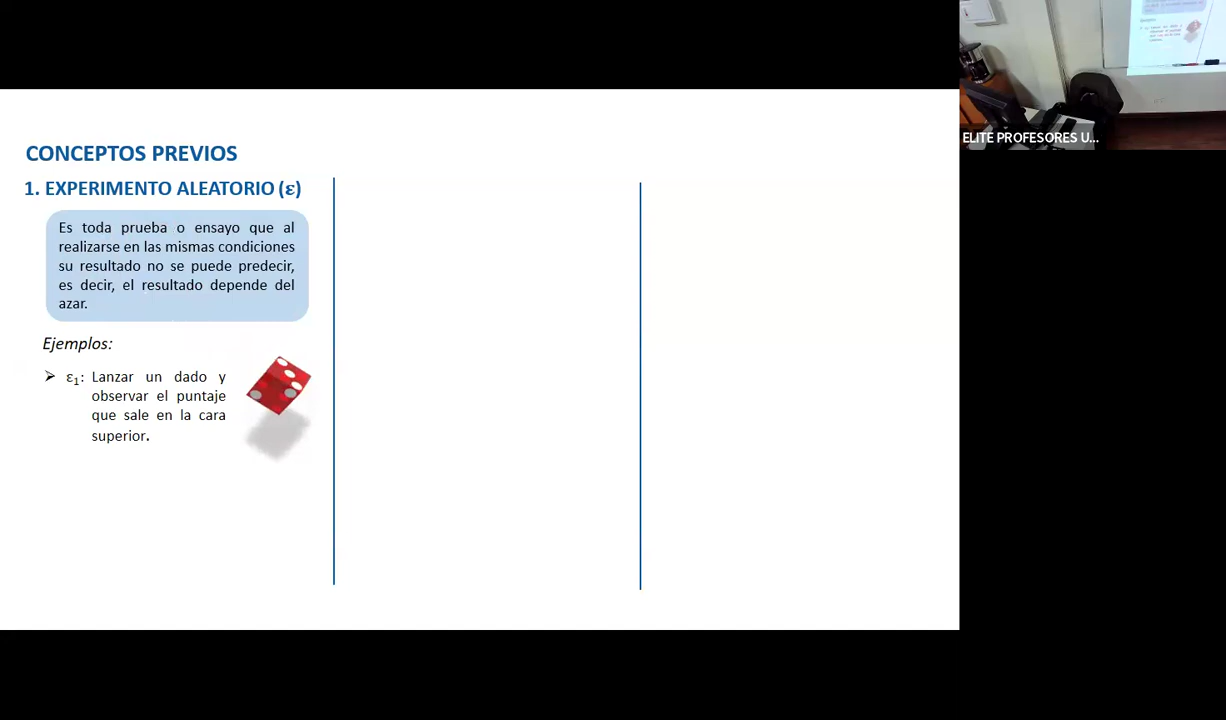 CONCEPTOS PREVIOS
1. EXPERIMENTO ALEATORIO (ε)
Es toda prueba o ensayo que al
realizarse en las mismas condiciones
su resultado no se puede predecir,
es decir, el resultado depende del
azar.
Ejemplos:
➤ ε₁: Lanzar un dado y
observar el puntaje
que sale en la cara
superior.
ELITE PROFESORES U...